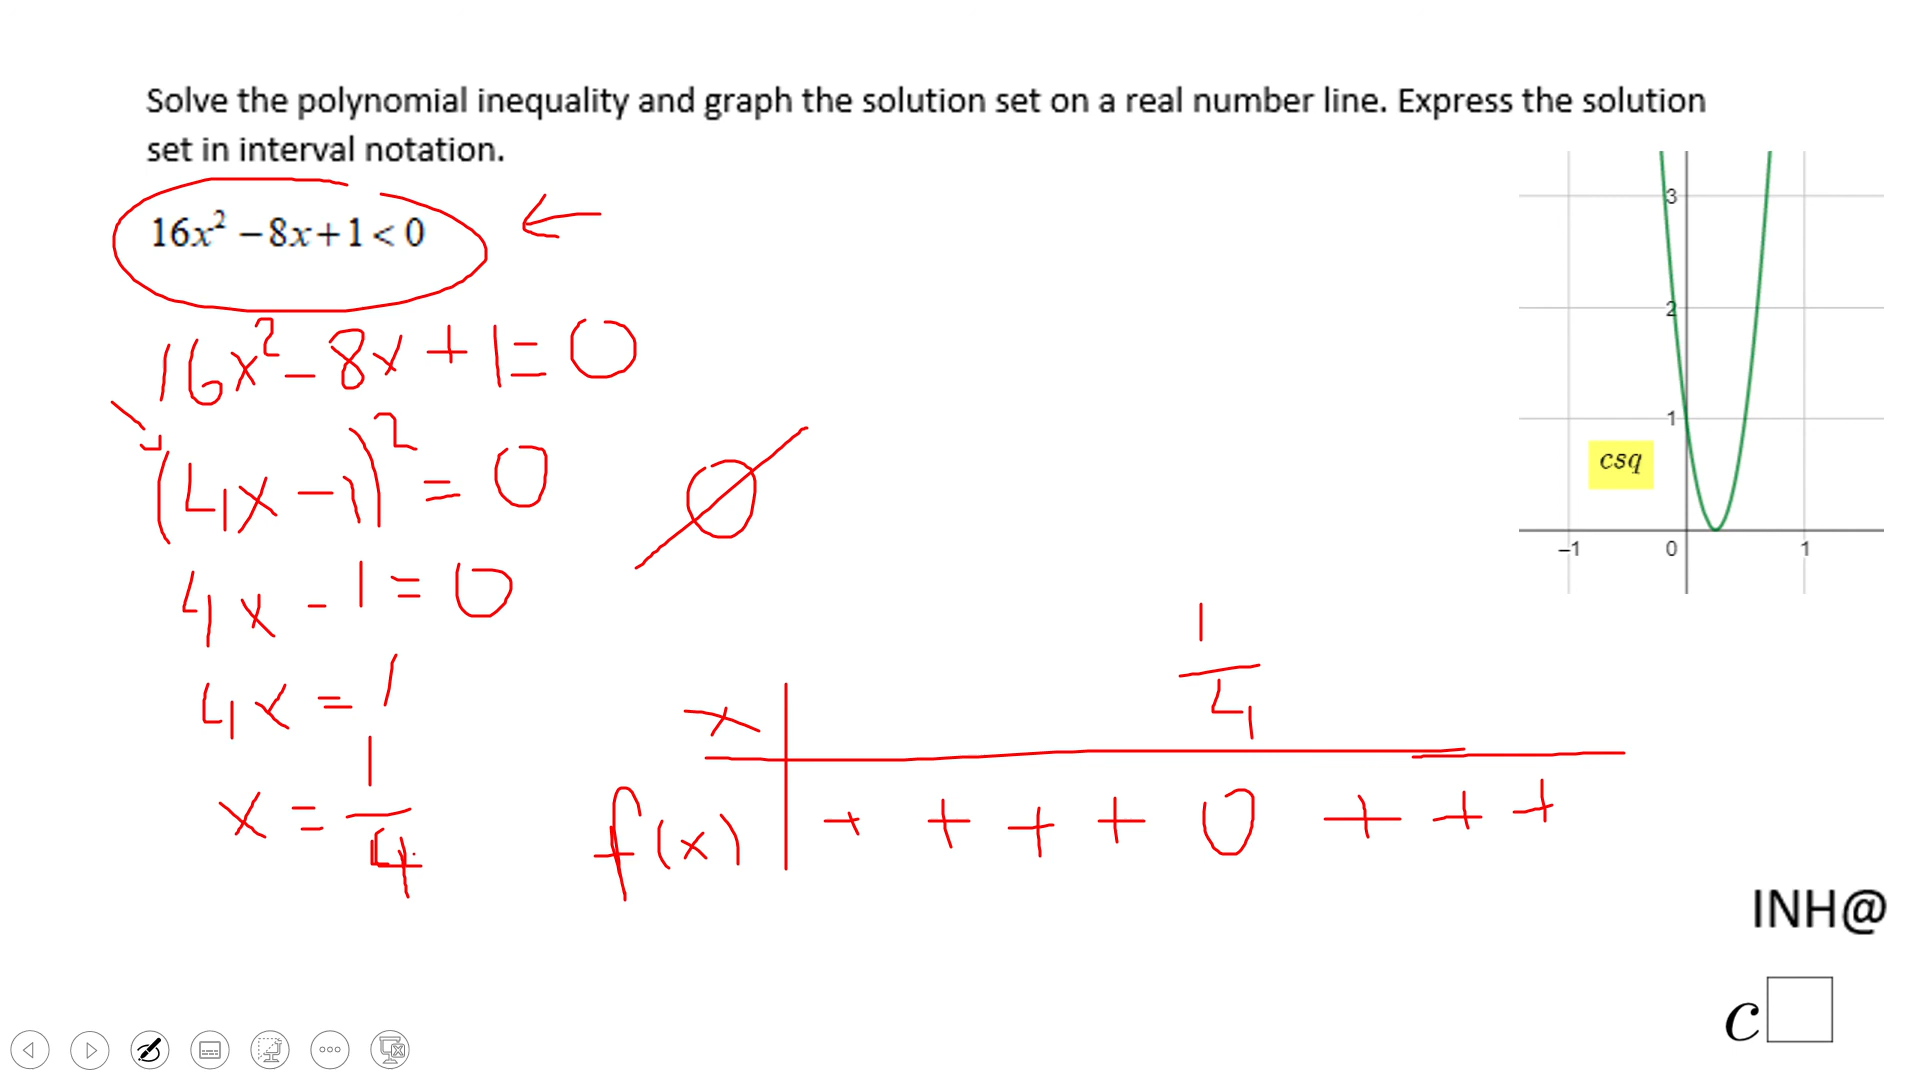 Solve the polynomial inequality and graph the solution set on a real number line. Express the solution
set in interval notation.
16x² − 8x + 1 < 0
←
16x² − 8x + 1 = 0
(4x − 1)² = 0
∅
4x − 1 = 0
4x = 1
x = 1/4
x 1/4
f(x) + + + + 0 + + +
3
2
1
csq
−1 0 1
INH@
c□